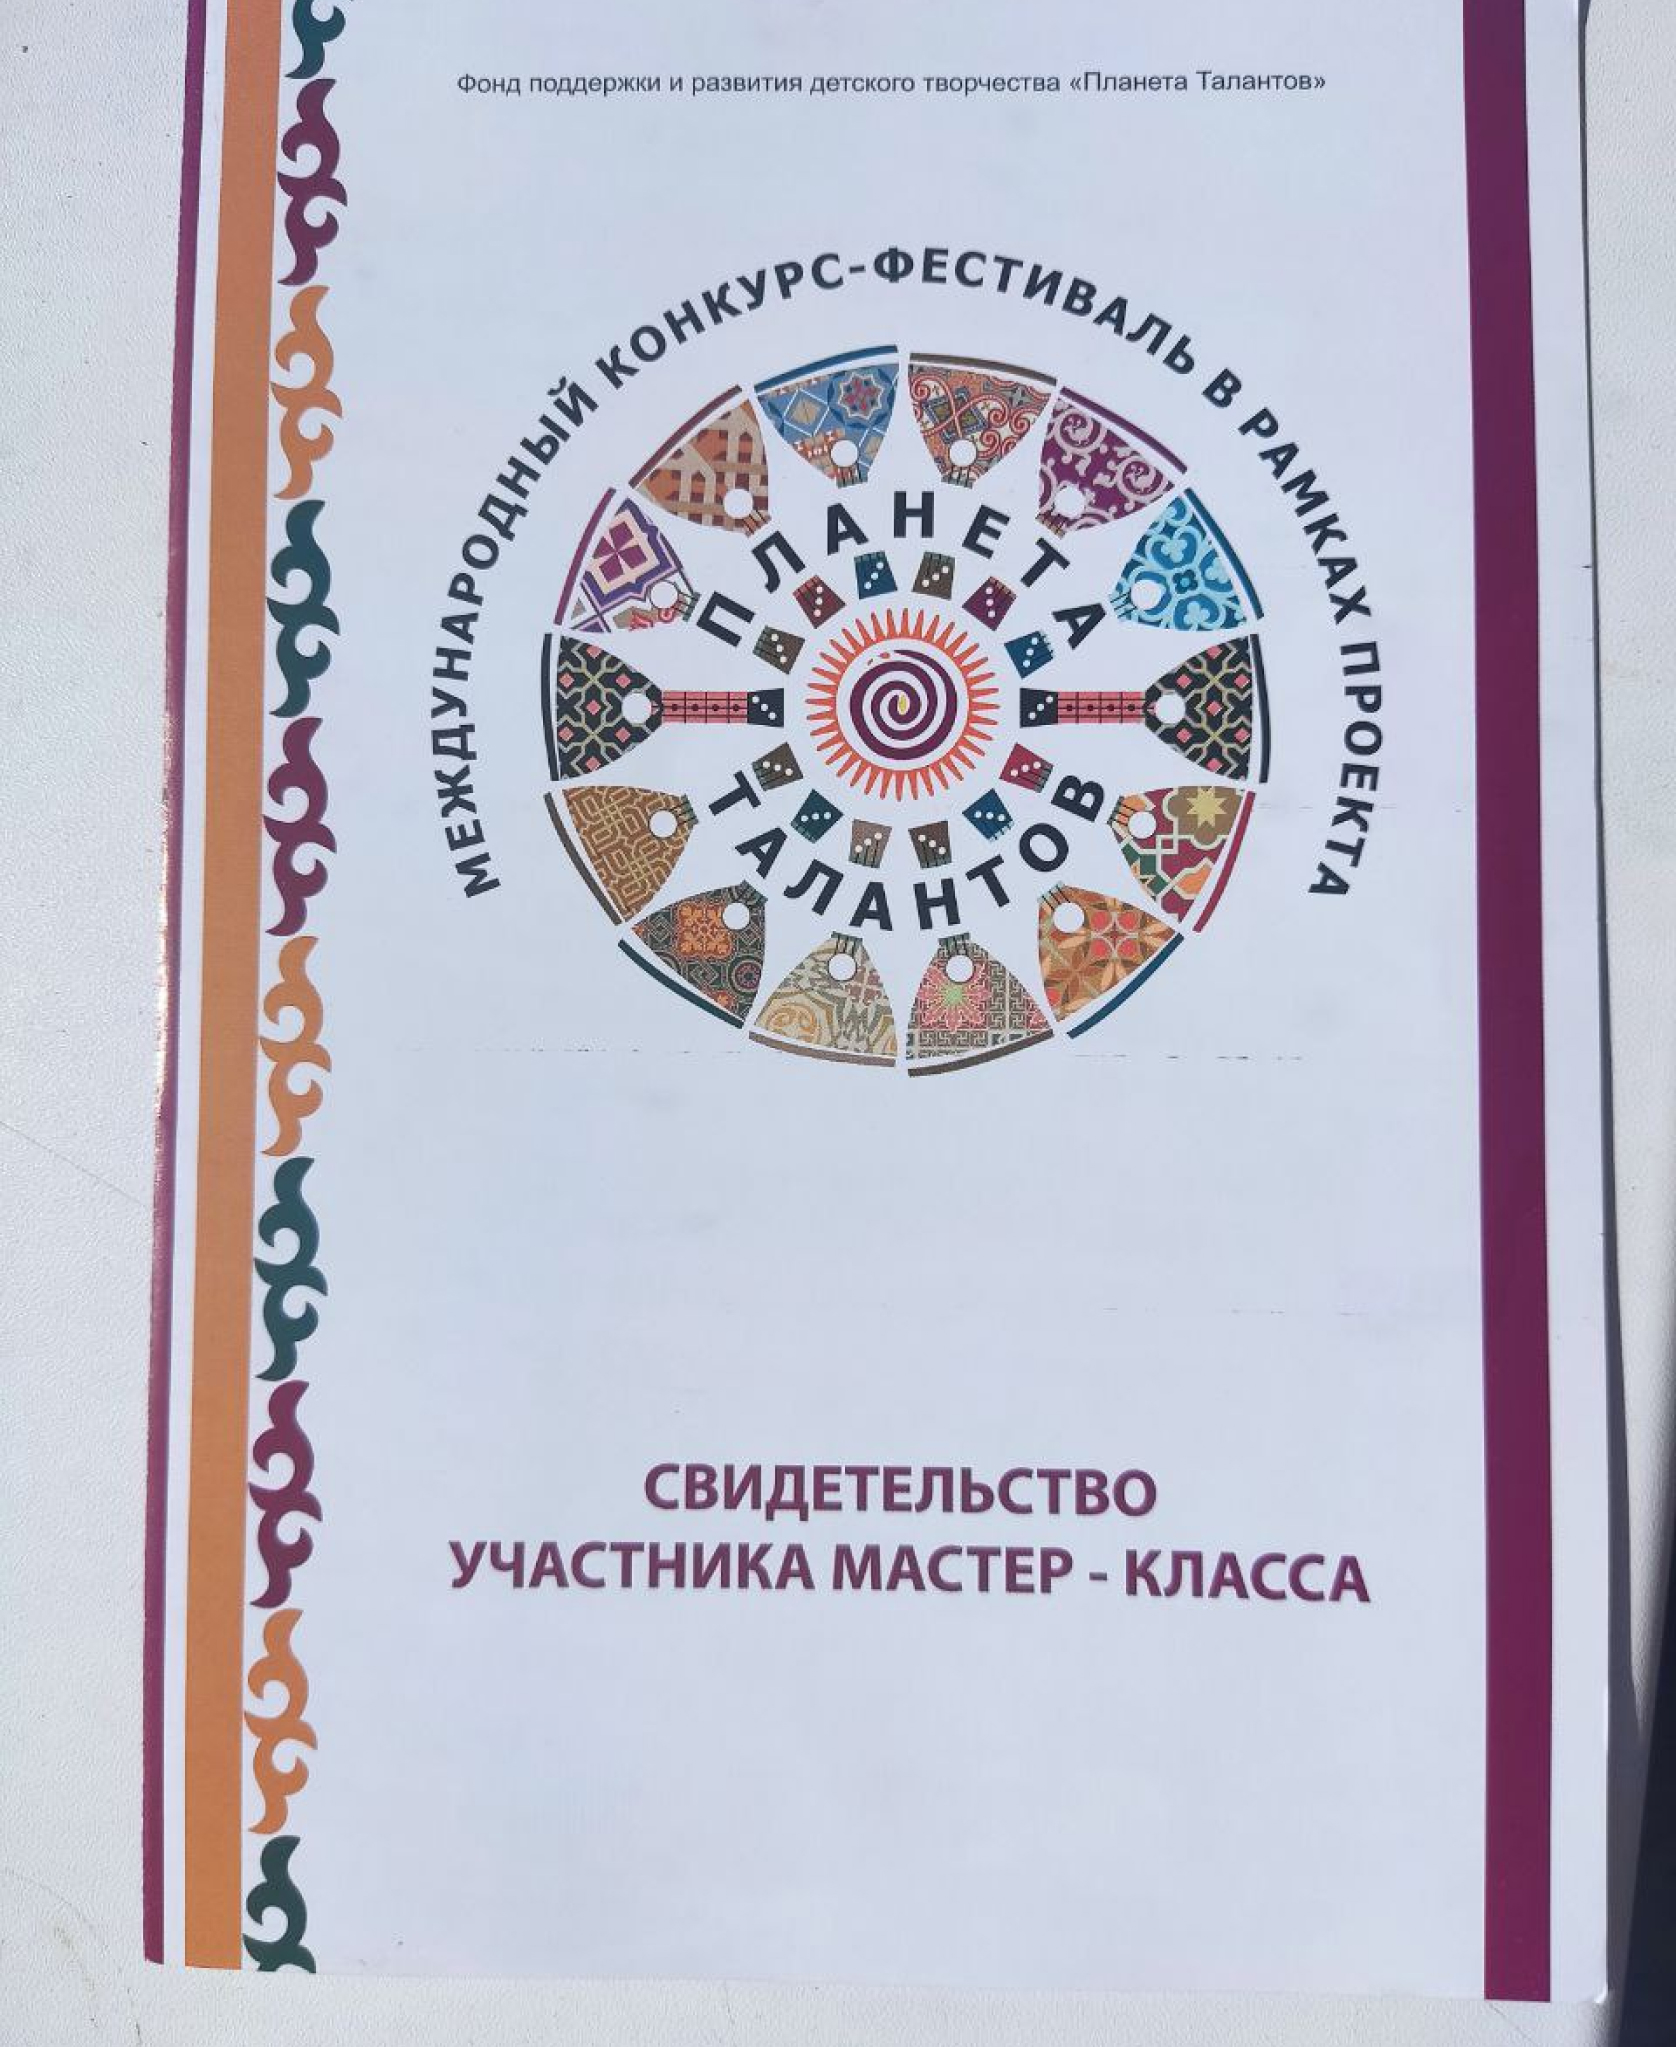 Фонд поддержки и развития детского творчества «Планета Талантов»
МЕЖДУНАРОДНЫЙ КОНКУРС-ФЕСТИВАЛЬ В РАМКАХ ПРОЕКТА
ПЛАНЕТА
ТАЛАНТОВ
СВИДЕТЕЛЬСТВО
УЧАСТНИКА МАСТЕР - КЛАССА